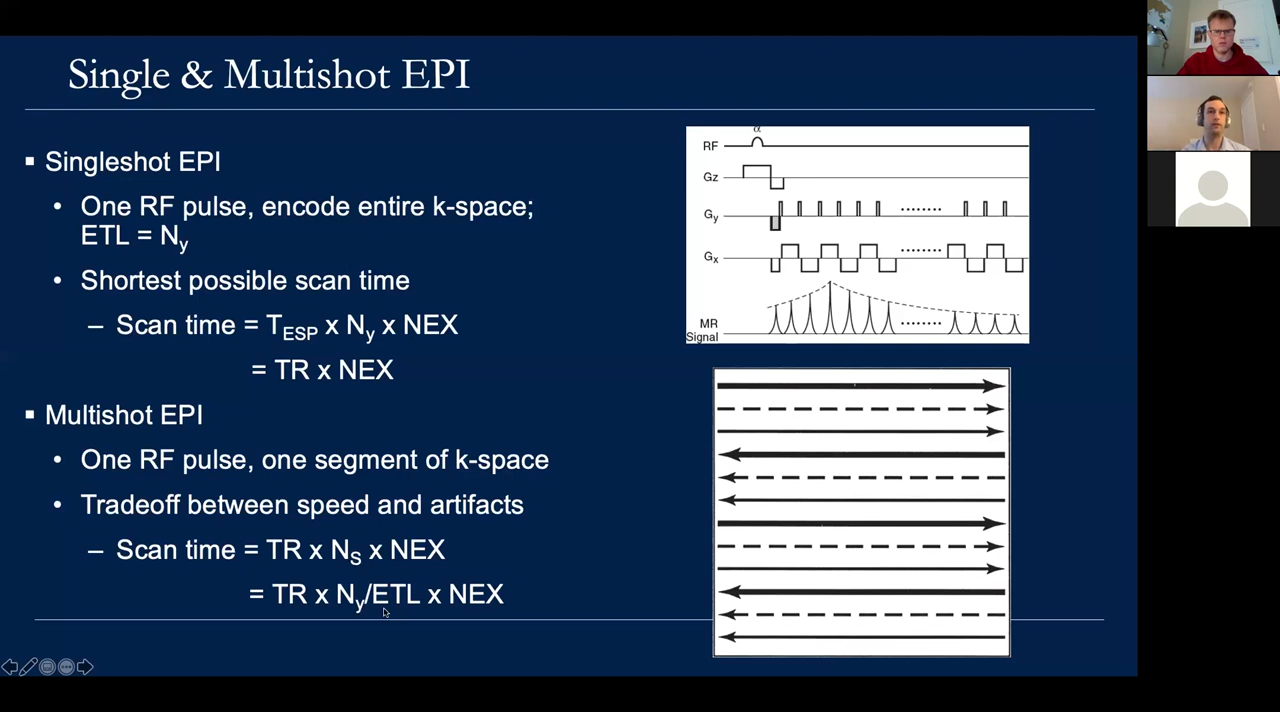 Single & Multishot EPI
▪ Singleshot EPI
• One RF pulse, encode entire k-space;
ETL = Ny
• Shortest possible scan time
– Scan time = TESP x Ny x NEX
= TR x NEX
▪ Multishot EPI
• One RF pulse, one segment of k-space
• Tradeoff between speed and artifacts
– Scan time = TR x NS x NEX
= TR x Ny/ETL x NEX
α
RF
Gz
Gy
Gx
MR
Signal